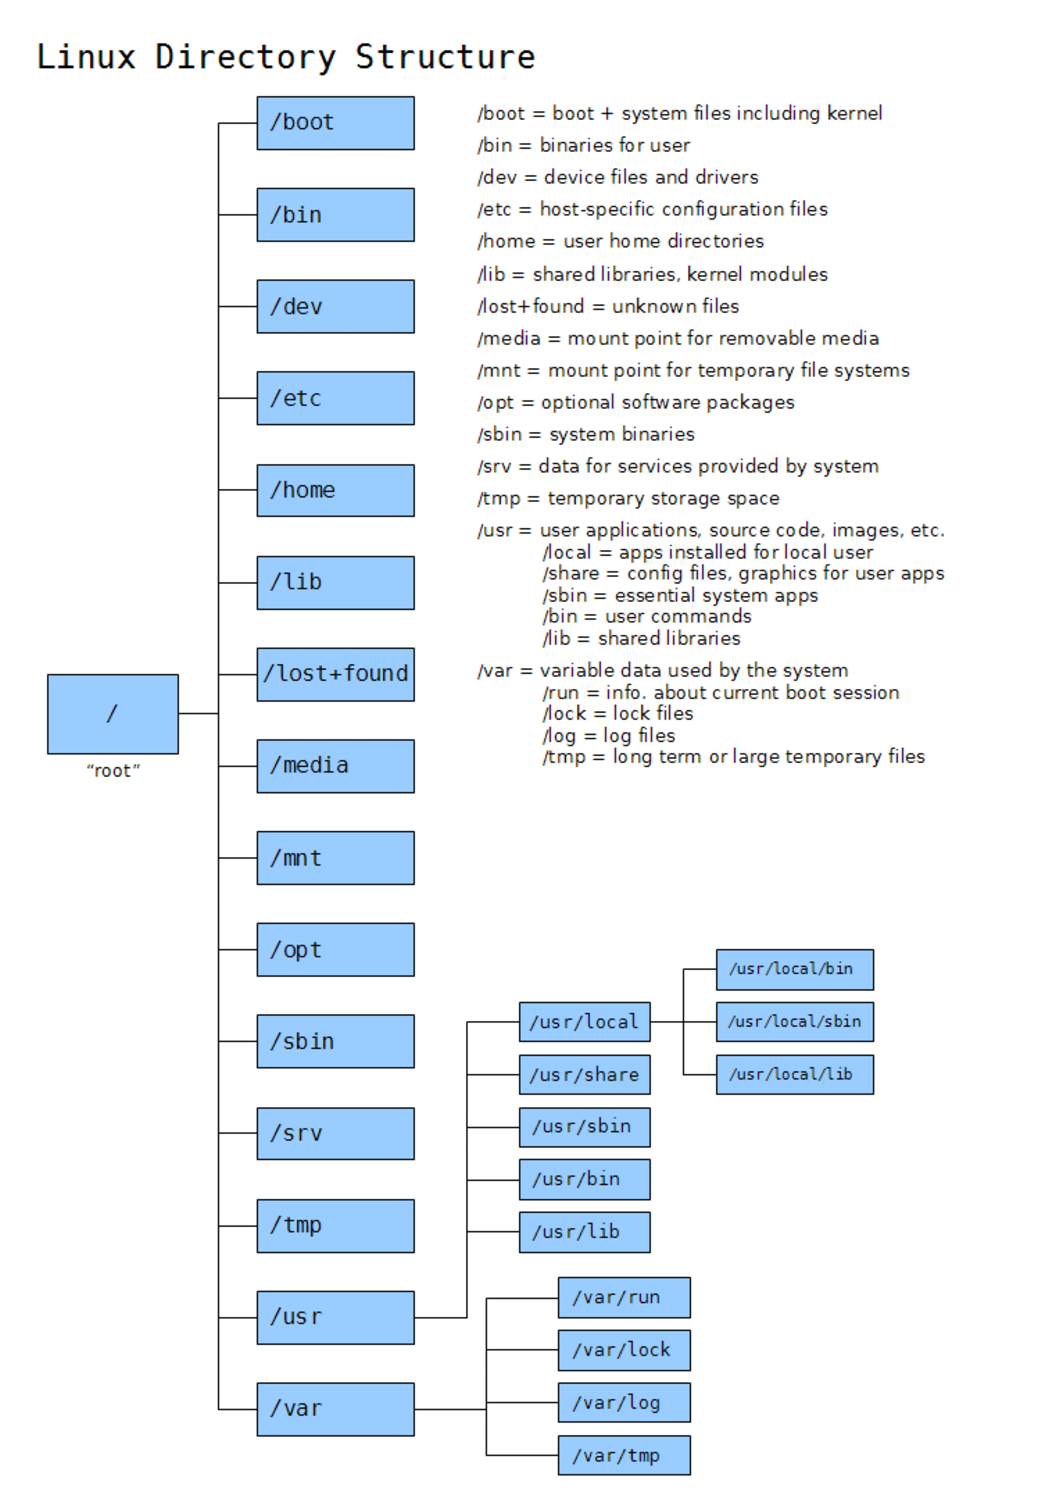 Linux Directory Structure
/boot
/bin
/dev
/etc
/home
/lib
/lost+found
/
"root"
/media
/mnt
/opt
/sbin
/srv
/tmp
/usr
/var
/boot = boot + system files including kernel
/bin = binaries for user
/dev = device files and drivers
/etc = host-specific configuration files
/home = user home directories
/lib = shared libraries, kernel modules
/lost+found = unknown files
/media = mount point for removable media
/mnt = mount point for temporary file systems
/opt = optional software packages
/sbin = system binaries
/srv = data for services provided by system
/tmp = temporary storage space
/usr = user applications, source code, images, etc.
/local = apps installed for local user
/share = config files, graphics for user apps
/sbin = essential system apps
/bin = user commands
/lib = shared libraries
/var = variable data used by the system
/run = info. about current boot session
/lock = lock files
/log = log files
/tmp = long term or large temporary files
/usr/local
/usr/share
/usr/sbin
/usr/bin
/usr/lib
/usr/local/bin
/usr/local/sbin
/usr/local/lib
/var/run
/var/lock
/var/log
/var/tmp